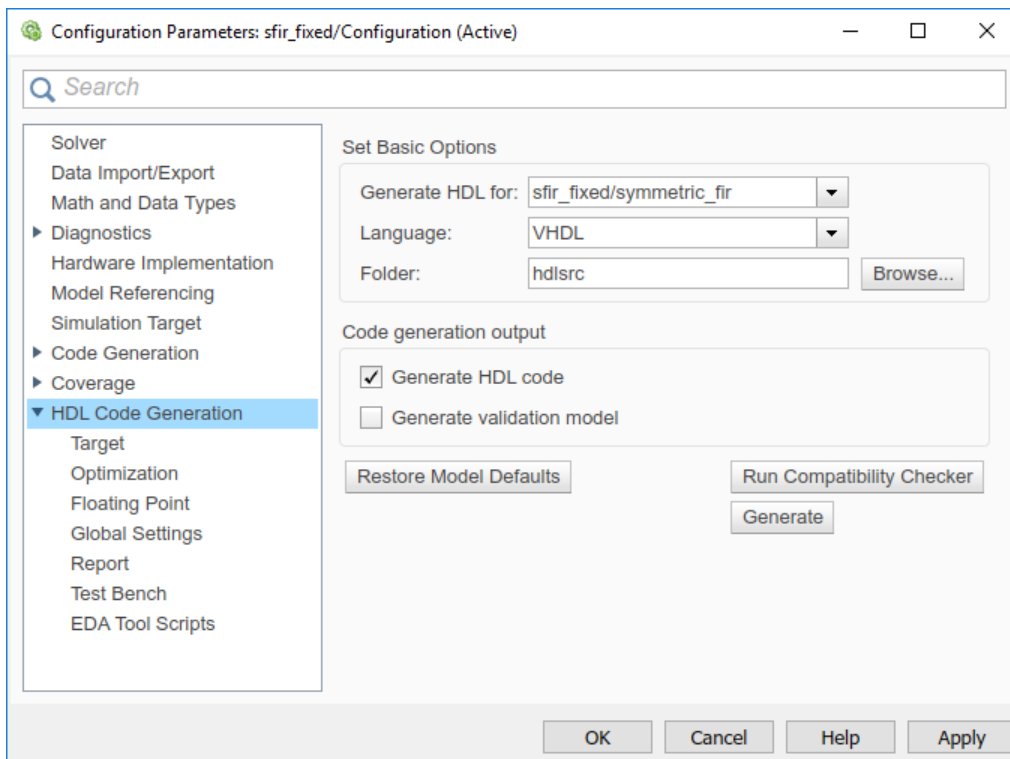 Configuration Parameters: sfir_fixed/Configuration (Active)
Search
Solver
Data Import/Export
Math and Data Types
Diagnostics
Hardware Implementation
Model Referencing
Simulation Target
Code Generation
Coverage
HDL Code Generation
Target
Optimization
Floating Point
Global Settings
Report
Test Bench
EDA Tool Scripts
Set Basic Options
Generate HDL for: sfir_fixed/symmetric_fir
Language: VHDL
Folder: hdlsrc Browse...
Code generation output
Generate HDL code
Generate validation model
Restore Model Defaults Run Compatibility Checker
Generate
OK Cancel Help Apply